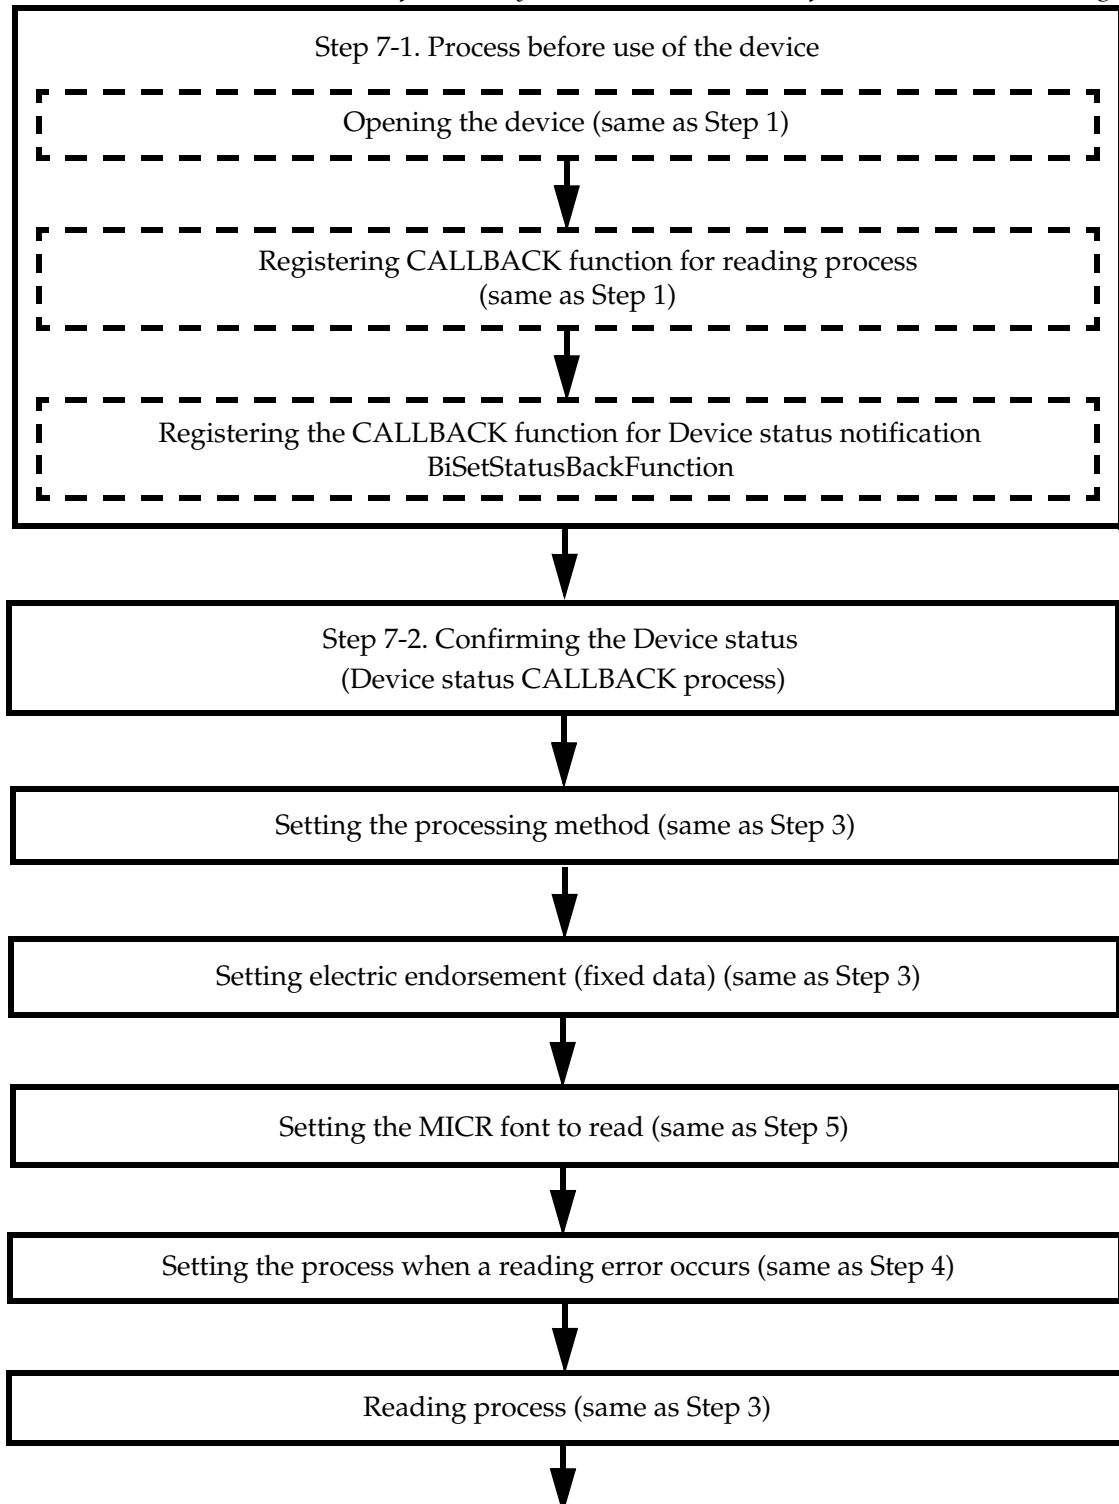 Step 7-1. Process before use of the device
Opening the device (same as Step 1)
Registering CALLBACK function for reading process
(same as Step 1)
Registering the CALLBACK function for Device status notification
BiSetStatusBackFunction
Step 7-2. Confirming the Device status
(Device status CALLBACK process)
Setting the processing method (same as Step 3)
Setting electric endorsement (fixed data) (same as Step 3)
Setting the MICR font to read (same as Step 5)
Setting the process when a reading error occurs (same as Step 4)
Reading process (same as Step 3)